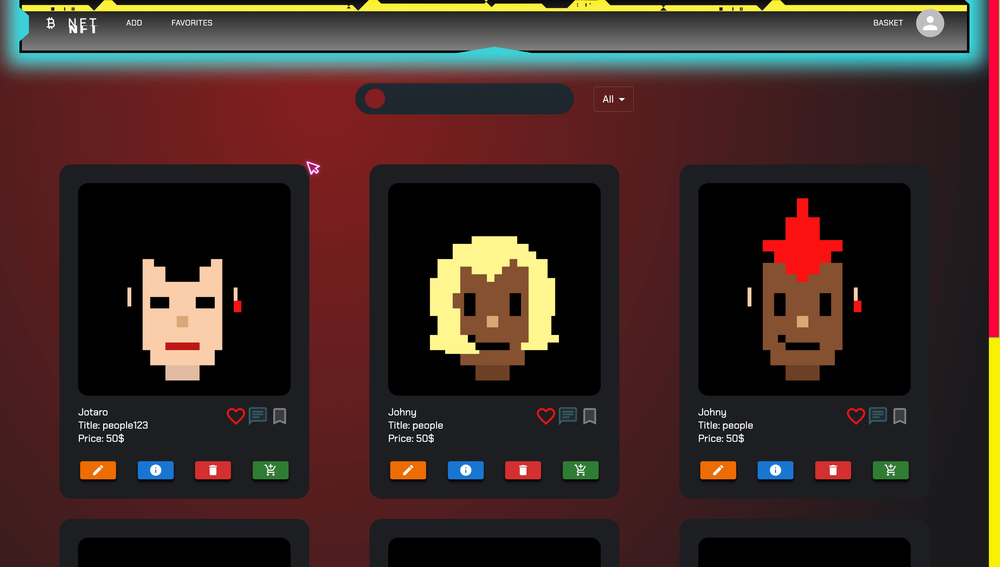 NET
NFT
ADD
FAVORITES
BASKET
All
Jotaro
Title: people123
Price: 50$
Johny
Title: people
Price: 50$
Johny
Title: people
Price: 50$